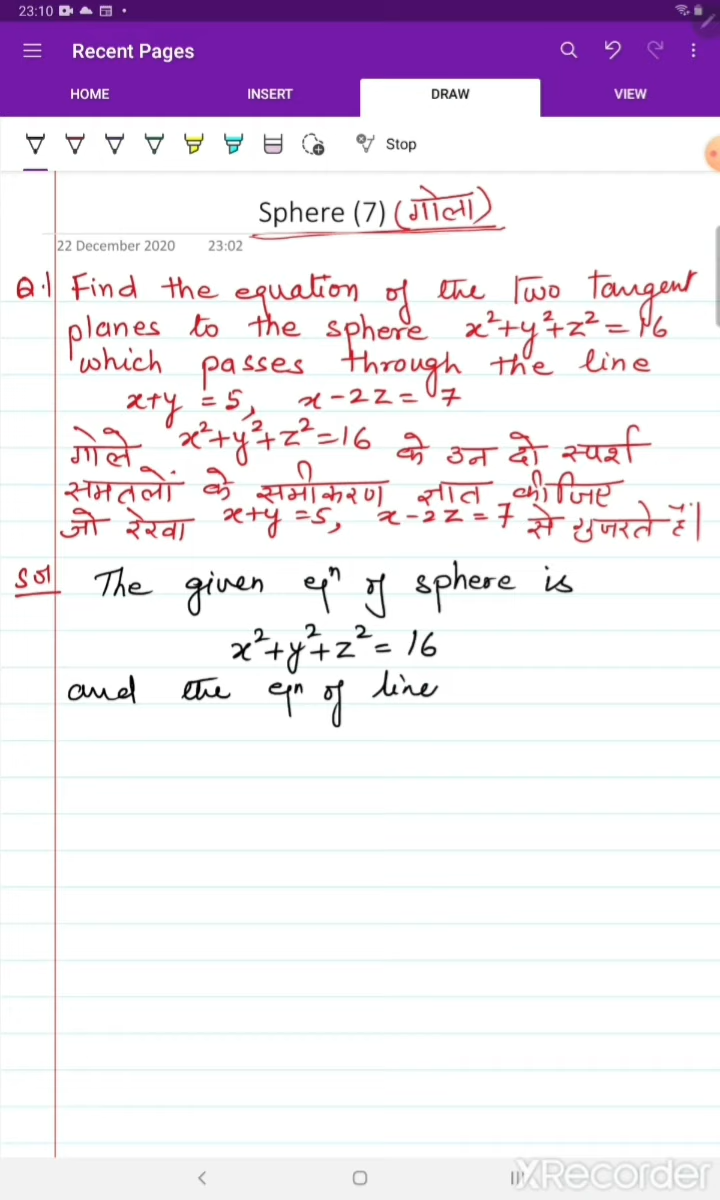 23:10
Recent Pages
HOME INSERT DRAW VIEW
Stop
Sphere (7) (गोला)
22 December 2020 23:02
Q.1 Find the equation of the Two tangent
planes to the sphere x²+y²+z² = 16
which passes through the line
x+y = 5, x-2z = 7
गोले x²+y²+z²=16 के उन दो स्पर्श
समतलों के समीकरण ज्ञात कीजिए
जो रेखा x+y=5, x-2z=7 से गुजरते हैं।
Sol The given eqⁿ of sphere is
x²+y²+z² = 16
and the eqⁿ of line
XRecorder